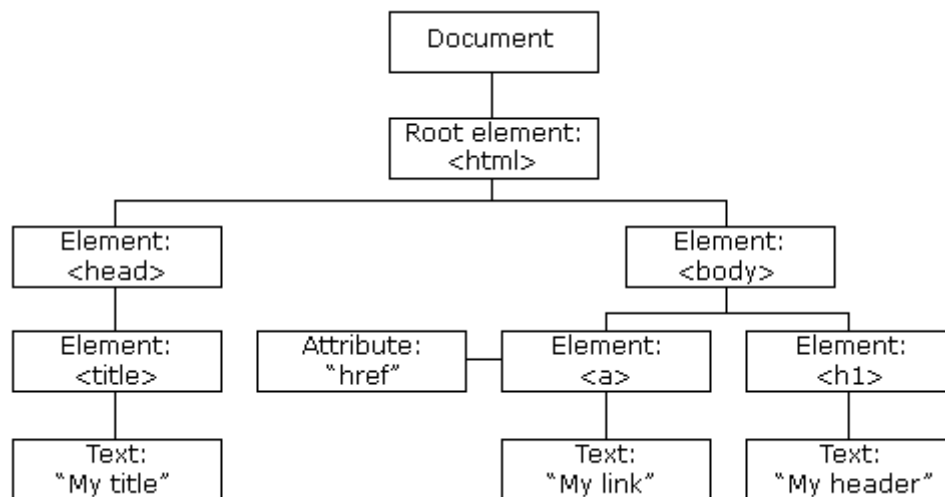 Document
Root element:
<html>
Element:
<head>
Element:
<body>
Element:
<title>
Attribute:
“href”
Element:
<a>
Element:
<h1>
Text:
“My title”
Text:
“My link”
Text:
“My header”